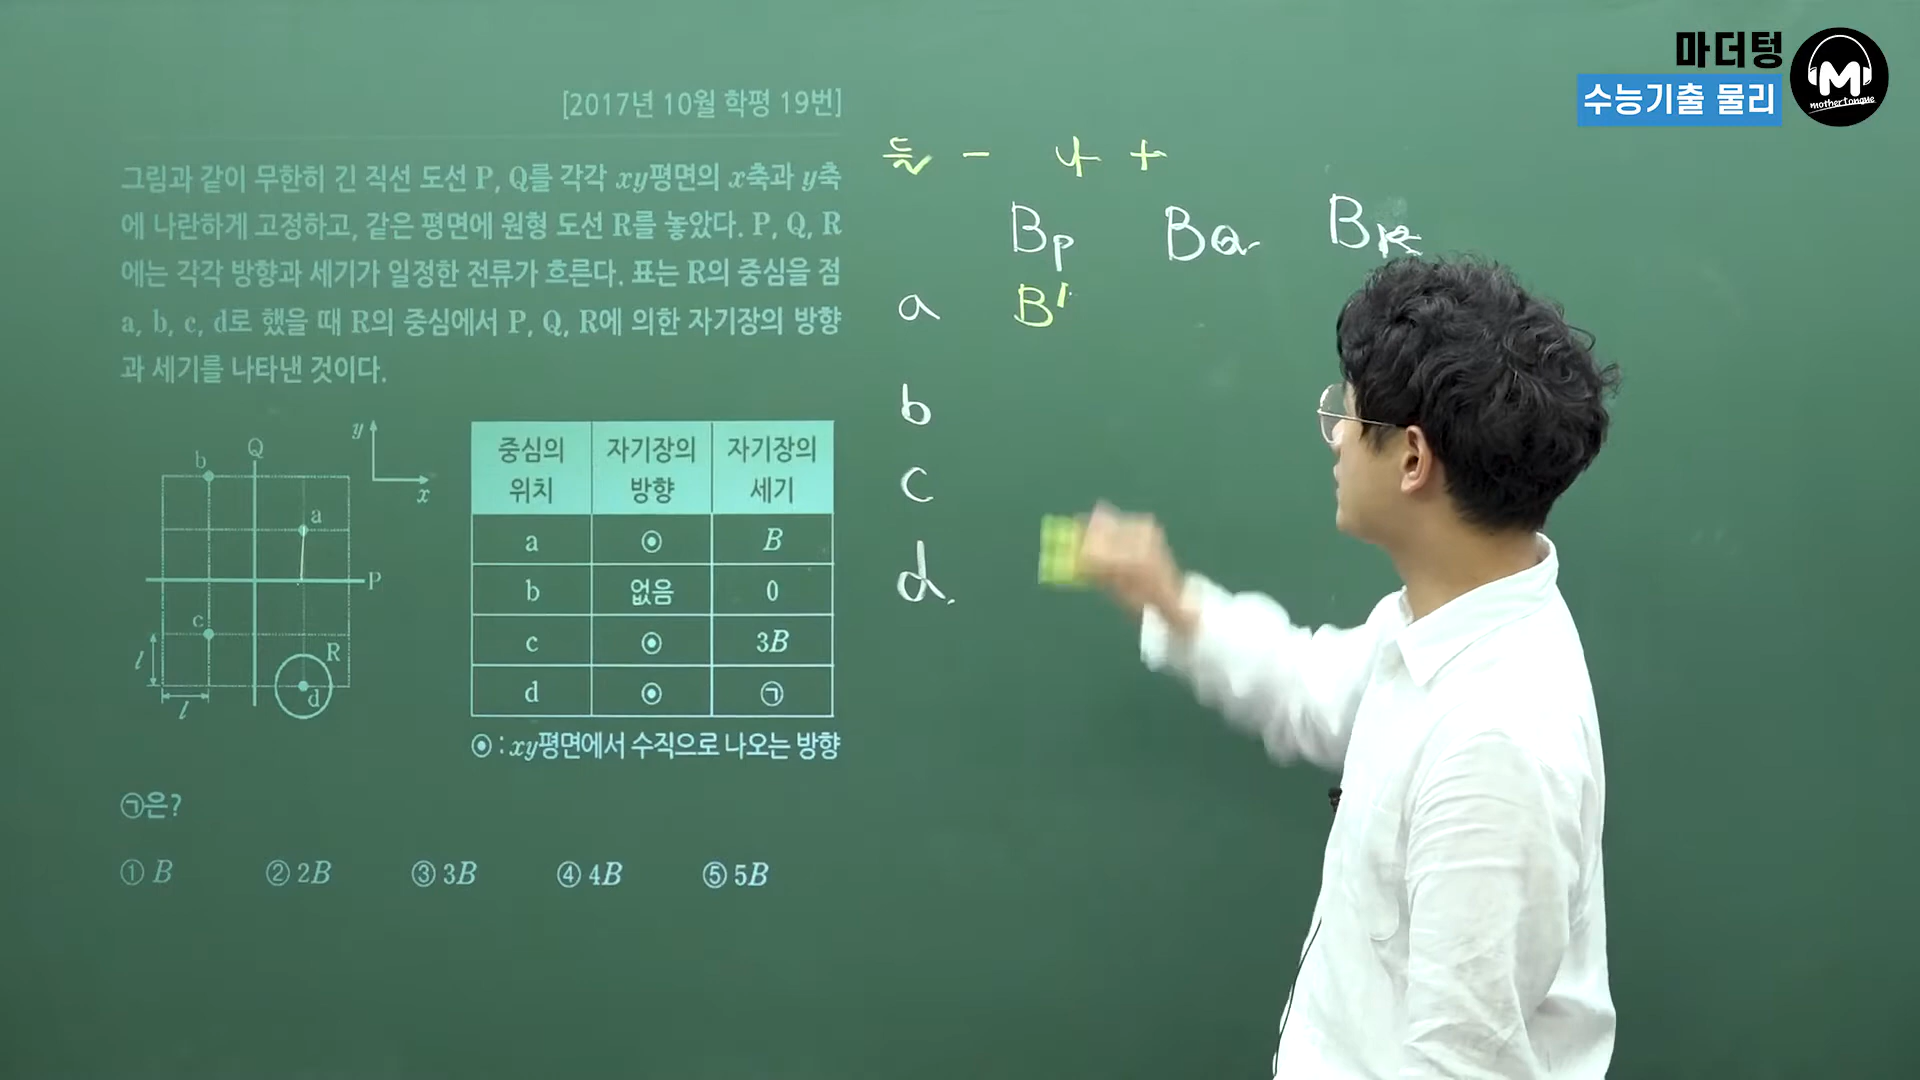 마더텅
수능기출 물리
mothertongue
[2017년 10월 학평 19번]
그림과 같이 무한히 긴 직선 도선 P, Q를 각각 xy평면의 x축과 y축
에 나란하게 고정하고, 같은 평면에 원형 도선 R를 놓았다. P, Q, R
에는 각각 방향과 세기가 일정한 전류가 흐른다. 표는 R의 중심을 점
a, b, c, d로 했을 때 R의 중심에서 P, Q, R에 의한 자기장의 방향
과 세기를 나타낸 것이다.
y
x
Q
b
a
P
c
R
d
l
l
중심의 위치 자기장의 방향 자기장의 세기
a ⊙ B
b 없음 0
c ⊙ 3B
d ⊙ ㉠
⊙ : xy평면에서 수직으로 나오는 방향
㉠은?
① B ② 2B ③ 3B ④ 4B ⑤ 5B
들 - 나 +
BP BQ BR
a B'
b
c
d.